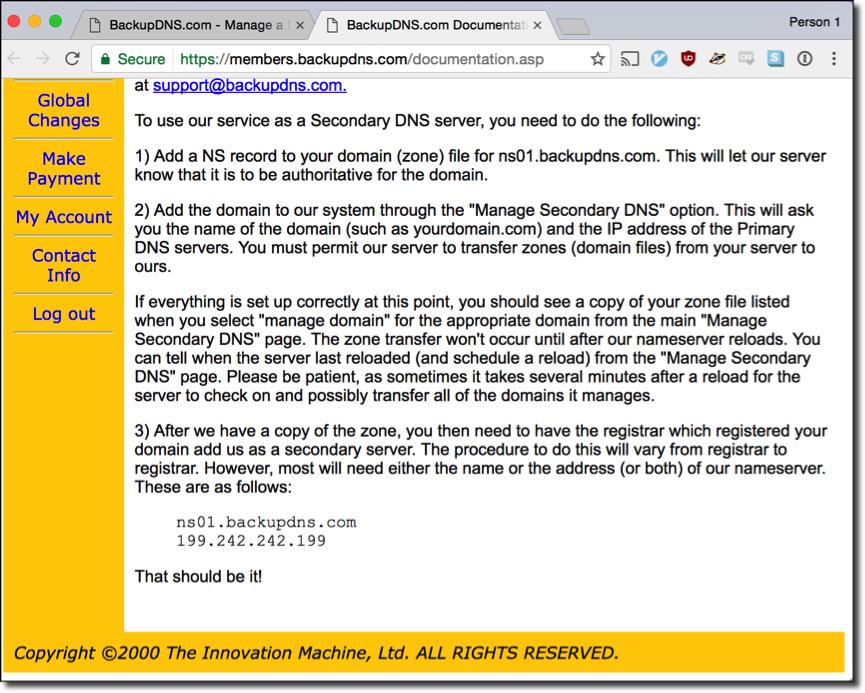 BackupDNS.com - Manage a
BackupDNS.com Documentat
Person 1
Secure
https://members.backupdns.com/documentation.asp
Global
Changes
Make
Payment
My Account
Contact
Info
Log out
at support@backupdns.com.
To use our service as a Secondary DNS server, you need to do the following:
1) Add a NS record to your domain (zone) file for ns01.backupdns.com. This will let our server
know that it is to be authoritative for the domain.
2) Add the domain to our system through the "Manage Secondary DNS" option. This will ask
you the name of the domain (such as yourdomain.com) and the IP address of the Primary
DNS servers. You must permit our server to transfer zones (domain files) from your server to
ours.
If everything is set up correctly at this point, you should see a copy of your zone file listed
when you select "manage domain" for the appropriate domain from the main "Manage
Secondary DNS" page. The zone transfer won't occur until after our nameserver reloads. You
can tell when the server last reloaded (and schedule a reload) from the "Manage Secondary
DNS" page. Please be patient, as sometimes it takes several minutes after a reload for the
server to check on and possibly transfer all of the domains it manages.
3) After we have a copy of the zone, you then need to have the registrar which registered your
domain add us as a secondary server. The procedure to do this will vary from registrar to
registrar. However, most will need either the name or the address (or both) of our nameserver.
These are as follows:
ns01.backupdns.com
199.242.242.199
That should be it!
Copyright ©2000 The Innovation Machine, Ltd. ALL RIGHTS RESERVED.